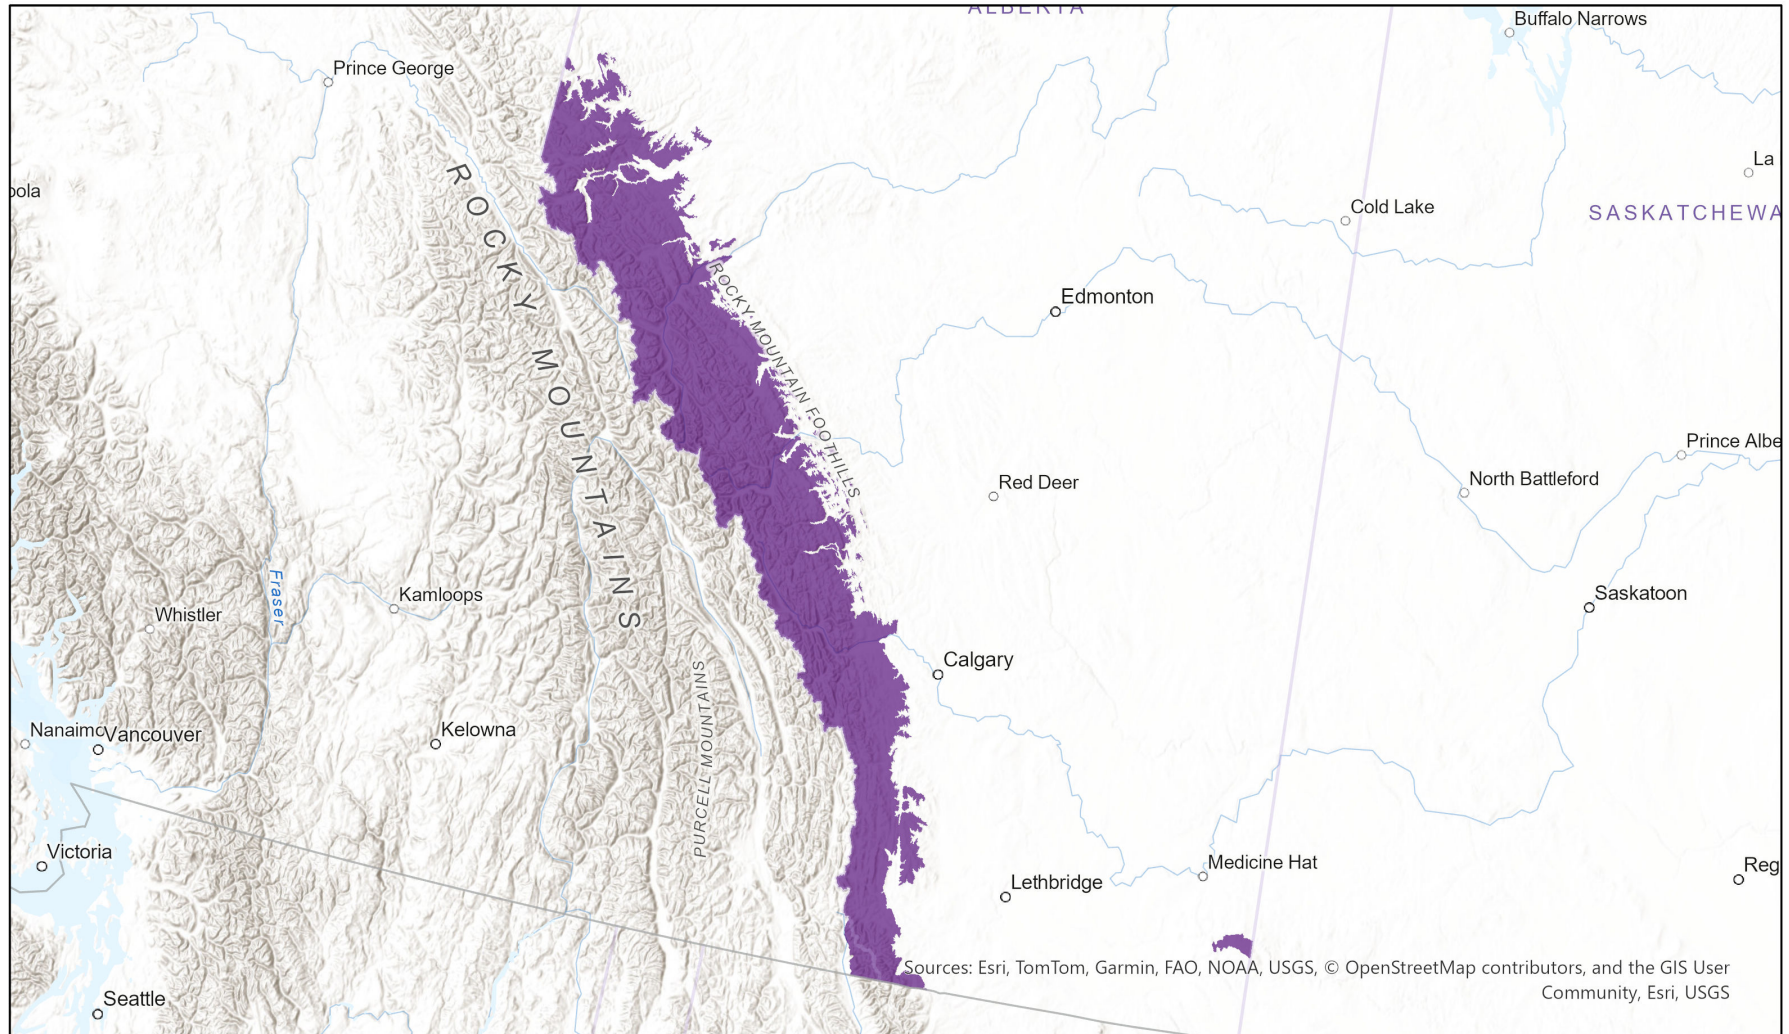 ALBERTA
Buffalo Narrows
Prince George
La
Cold Lake
SASKATCHEWA
ROCKY MOUNTAINS
ROCKY MOUNTAIN FOOTHILLS
Edmonton
Prince Albe
Red Deer
North Battleford
Fraser
Kamloops
Saskatoon
Whistler
Calgary
PURCELL MOUNTAINS
Nanaimo
Vancouver
Kelowna
Victoria
Medicine Hat
Reg
Lethbridge
Seattle
Sources: Esri, TomTom, Garmin, FAO, NOAA, USGS, © OpenStreetMap contributors, and the GIS User
Community, Esri, USGS